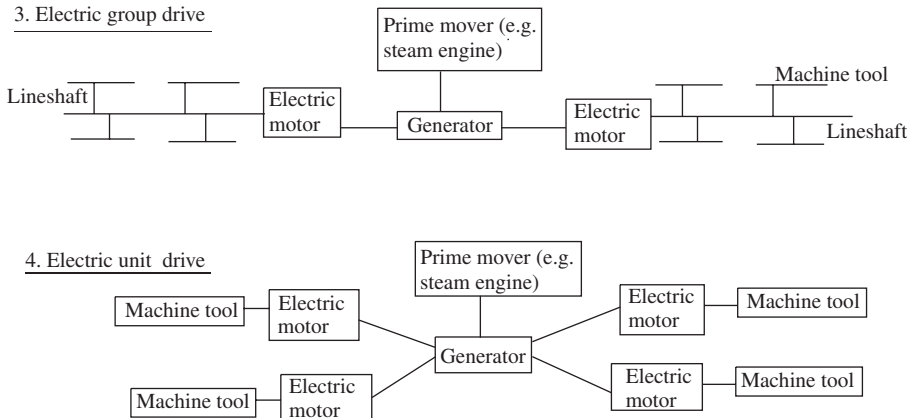 3. Electric group drive
Prime mover (e.g.
steam engine)
Lineshaft
Electric
motor
Generator
Electric
motor
Machine tool
Lineshaft
4. Electric unit drive
Prime mover (e.g.
steam engine)
Machine tool
Electric
motor
Generator
Electric
motor
Machine tool
Machine tool
Electric
motor
Electric
motor
Machine tool